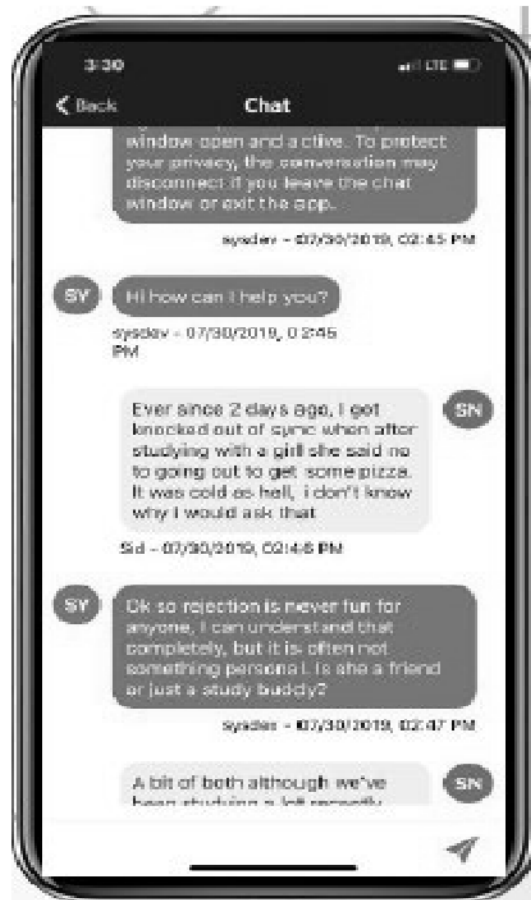 3:30
LTE
Back
Chat
window open and active. To protect
your privacy, the conversation may
disconnect if you leave the chat
window or exit the app.
sysdev - 07/30/2019, 02:45 PM
SY
Hi how can I help you?
sysdev - 07/30/2019, 02:45
PM
Ever since 2 days ago, I got
SN
knocked out of sync when after
studying with a girl she said no
to going out to get some pizza.
It was cold as hell, i don't know
why I would ask that
Sid - 07/30/2019, 02:46 PM
SY
Ok so rejection is never fun for
anyone, I can understand that
completely, but it is often not
something personal. Is she a friend
or just a study buddy?
sysdev - 07/30/2019, 02:47 PM
A bit of both although we've
SN
been studying a lot recently